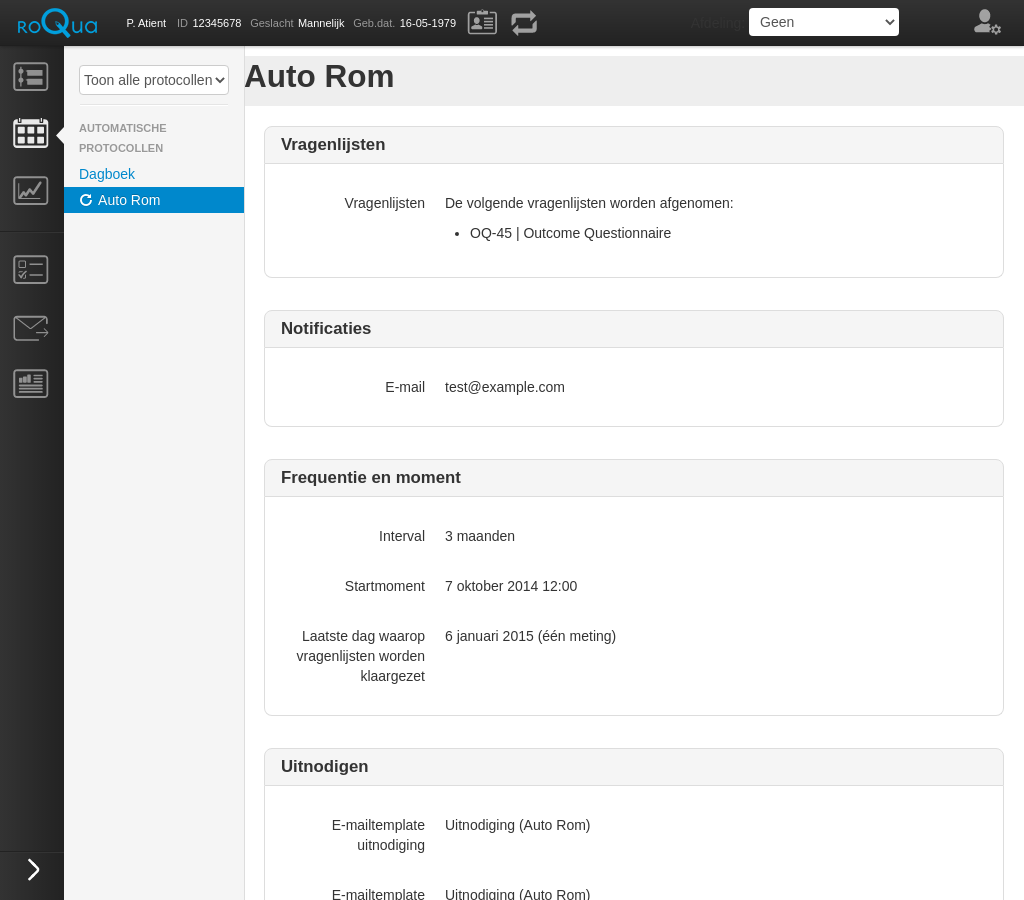 RoQua P. Atient ID 12345678 Geslacht Mannelijk Geb.dat. 16-05-1979 Afdeling Geen
Toon alle protocollen
AUTOMATISCHE
PROTOCOLLEN
Dagboek
Auto Rom
Auto Rom
Vragenlijsten
Vragenlijsten De volgende vragenlijsten worden afgenomen:
• OQ-45 | Outcome Questionnaire
Notificaties
E-mail test@example.com
Frequentie en moment
Interval 3 maanden
Startmoment 7 oktober 2014 12:00
Laatste dag waarop 6 januari 2015 (één meting)
vragenlijsten worden
klaargezet
Uitnodigen
E-mailtemplate Uitnodiging (Auto Rom)
uitnodiging
E-mailtemplate Uitnodiging (Auto Rom)